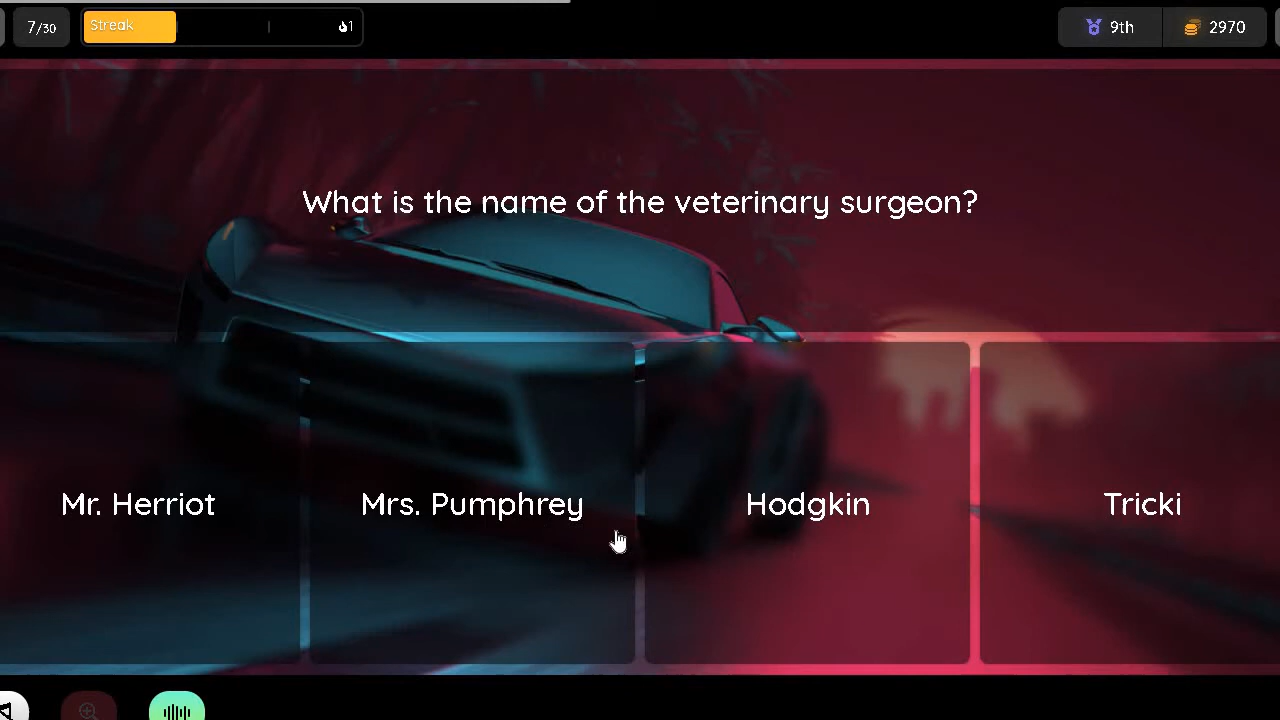 7/30
Streak
1
9th
2970
What is the name of the veterinary surgeon?
Mr. Herriot
Mrs. Pumphrey
Hodgkin
Tricki